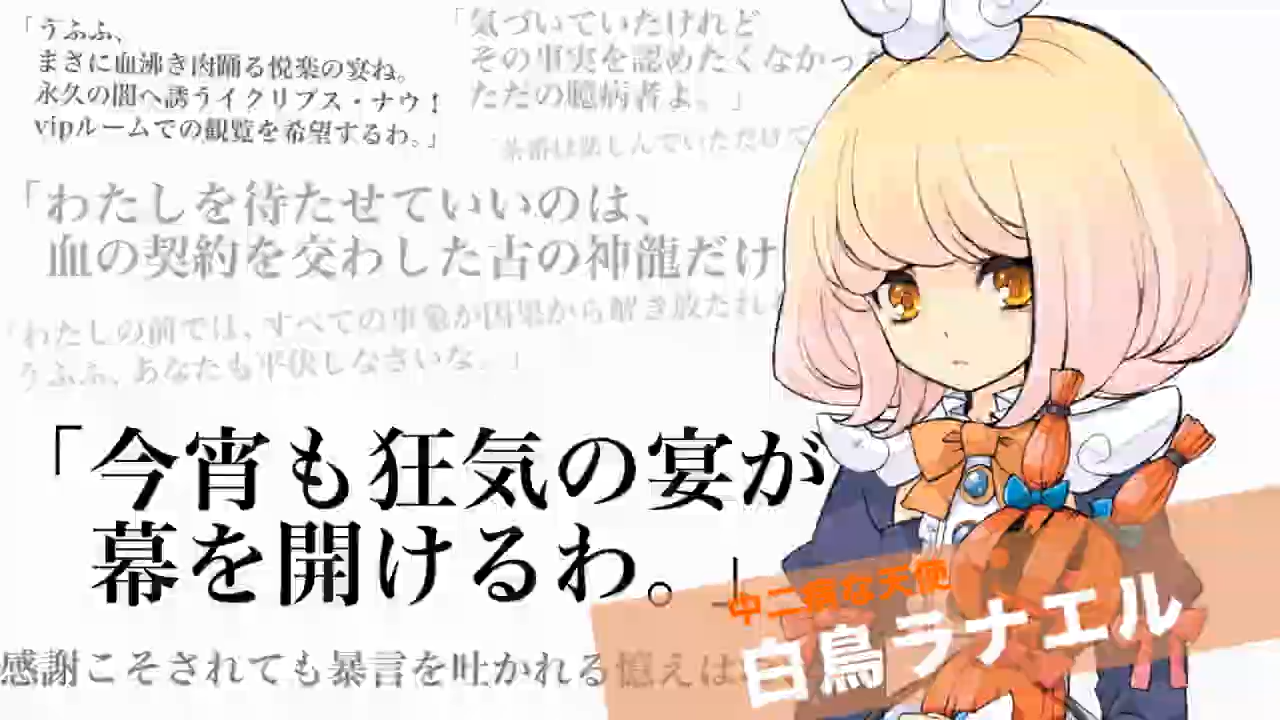 「うふふ、
まさに血沸き肉踊る悦楽の宴ね。
永久の闇へ誘うイクリプス・ナウ!
vipルームでの観覧を希望するわ。」
「気づいていたけれど
その事実を認めたくなかっ
ただの臆病者よ。」
「わたしを待たせていいのは、
血の契約を交わした古の神龍だけ
「わたしの前では、すべての事象が因果から解き放たれ
うふふ、あなたも平伏しなさいな。」
「今宵も狂気の宴が
幕を開けるわ。」
感謝こそされても暴言を吐かれる憶えは
中二病な天使
白鳥ラナエル